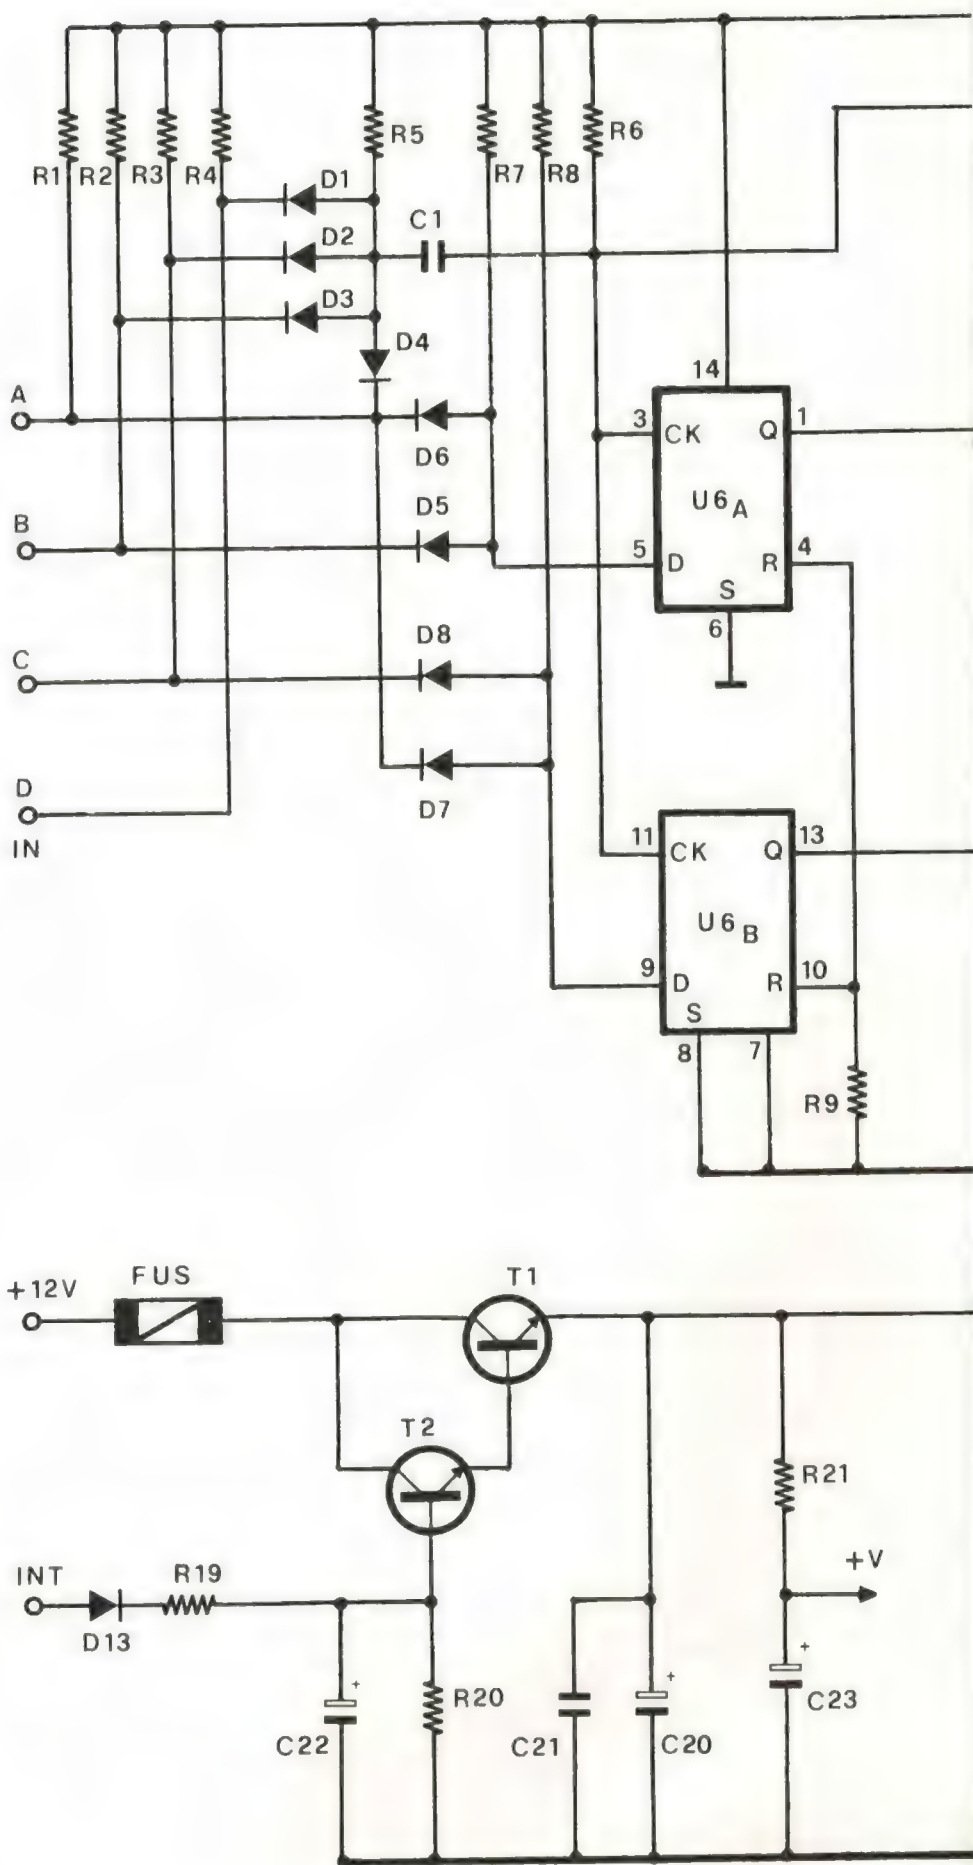 R1 R2 R3 R4 R5 R7 R8 R6
D1
C1
D2
D3
D4
14
A
3 CK Q 1
D6
U6A
D5
B
5 D R 4
S
6
D8
C
D
D7
IN
11 CK Q 13
U6B
9 D R 10
S
8 7
R9
+12V FUS T1
T2
R21
+V
INT R19
D13
+ + +
R20 C23
C22 C21 C20